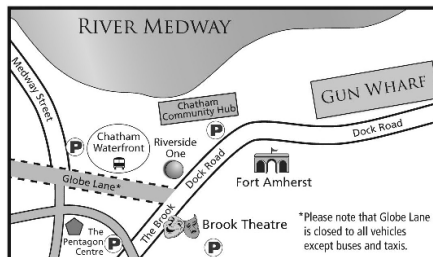 RIVER MEDWAY
Medway Street
Chatham
Community Hub
GUN WHARF
P
P
Chatham
Waterfront
Riverside
One
Dock Road
Dock Road
Globe Lane*
Fort Amherst
The Brook
Brook Theatre
The
Pentagon
Centre
P
P
*Please note that Globe Lane
is closed to all vehicles
except buses and taxis.